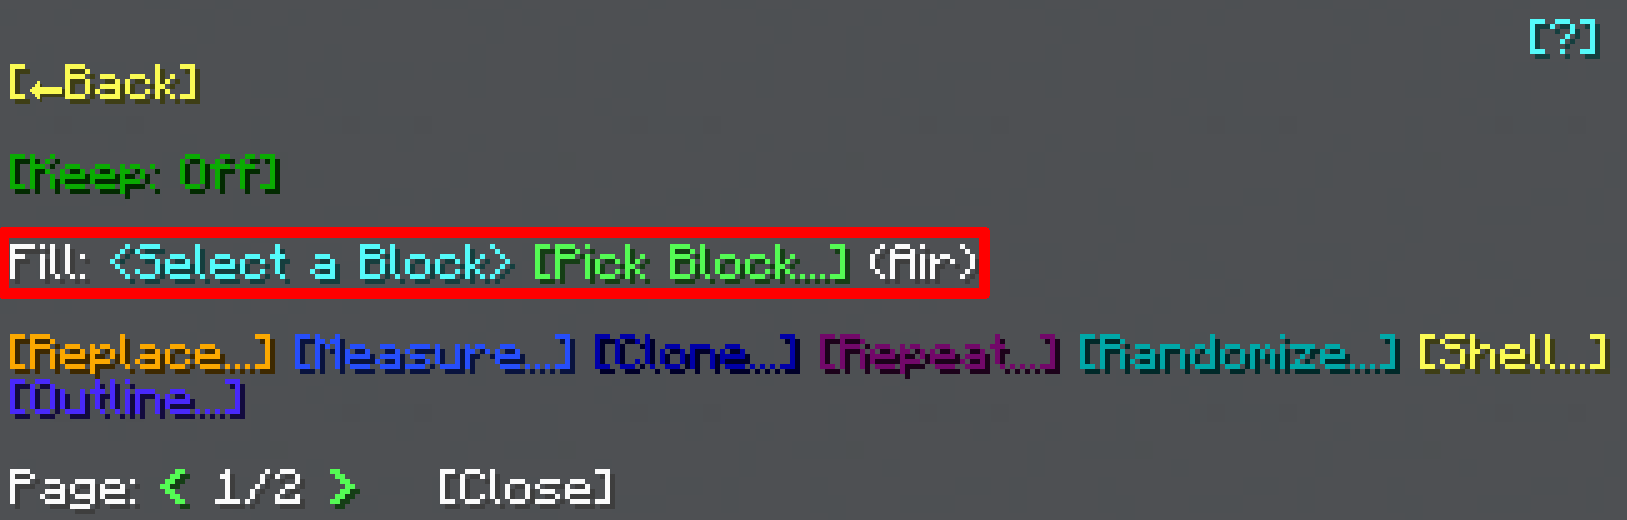 [?]
[←Back]
[Keep: Off]
Fill: <Select a Block> [Pick Block...] (Air)
[Replace...] [Measure...] [Clone...] [Repeat...] [Randomize...] [Shell...]
[Outline...]
Page: < 1/2 > [Close]